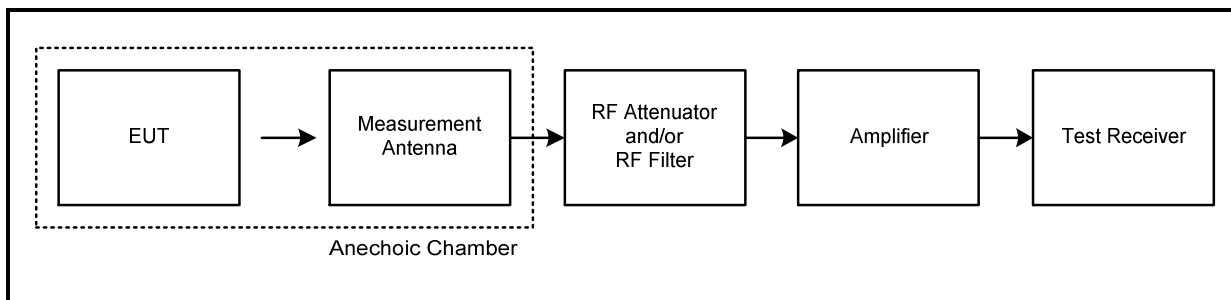 EUT
Measurement
Antenna
RF Attenuator
and/or
RF Filter
Amplifier
Test Receiver
Anechoic Chamber